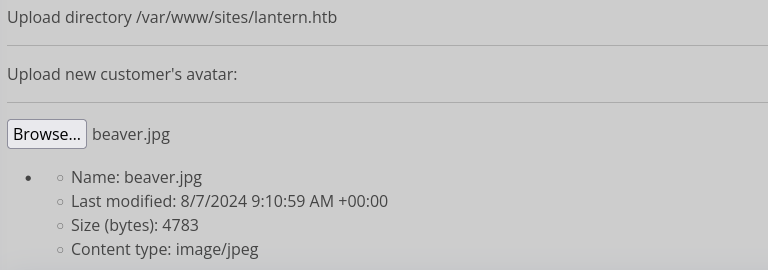 Upload directory /var/www/sites/lantern.htb
Upload new customer's avatar:
Browse... beaver.jpg
Name: beaver.jpg
Last modified: 8/7/2024 9:10:59 AM +00:00
Size (bytes): 4783
Content type: image/jpeg